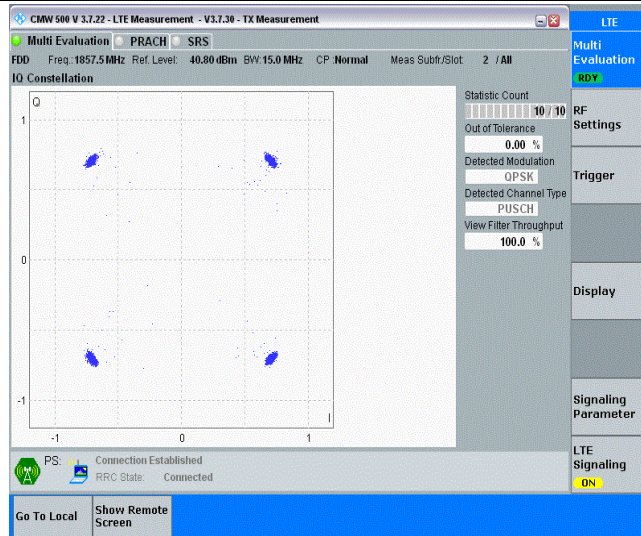 CMW 500 V 3.7.22 - LTE Measurement - V3.7.30 - TX Measurement
LTE
Multi Evaluation PRACH SRS
Multi
Evaluation
RDY
FDD Freq.:1857.5 MHz Ref. Level: 40.80 dBm BW:15.0 MHz CP :Normal Meas Subfr./Slot: 2 / All
IQ Constellation
Q
1
0
-1
-1 0 1
I
Statistic Count
10 / 10
Out of Tolerance
0.00 %
Detected Modulation
QPSK
Detected Channel Type
PUSCH
View Filter Throughput
100.0 %
RF
Settings
Trigger
Display
Signaling
Parameter
LTE
Signaling
ON
PS: Connection Established
RRC State: Connected
Go To Local
Show Remote
Screen